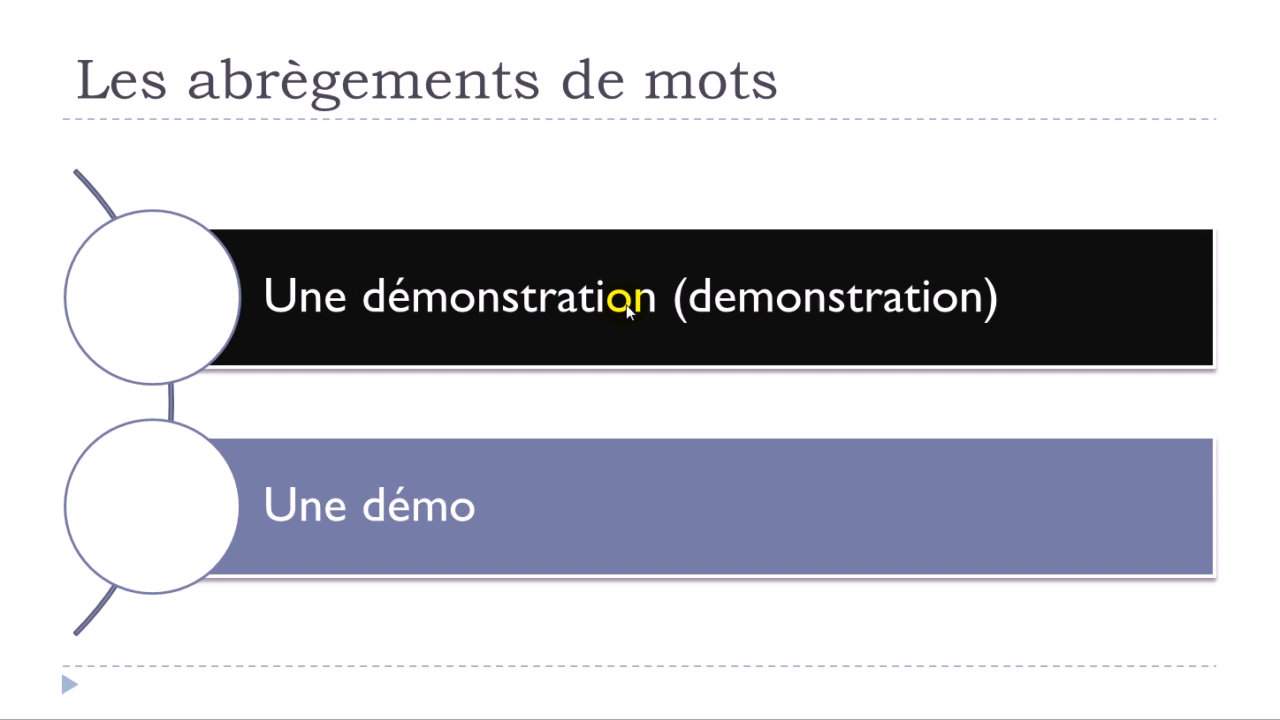 Les abrègements de mots
Une démonstration (demonstration)
Une démo